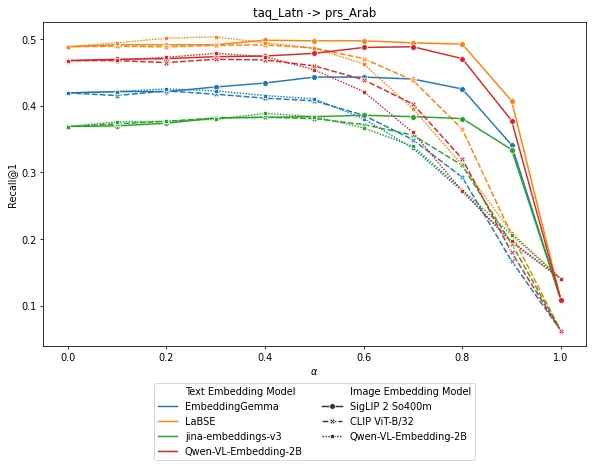 taq_Latn -> prs_Arab
0.5
0.4
0.3
0.2
0.1
Recall@1
0.0 0.2 0.4 0.6 0.8 1.0
α
Text Embedding Model Image Embedding Model
EmbeddingGemma SigLIP 2 So400m
LaBSE CLIP ViT-B/32
jina-embeddings-v3 Qwen-VL-Embedding-2B
Qwen-VL-Embedding-2B